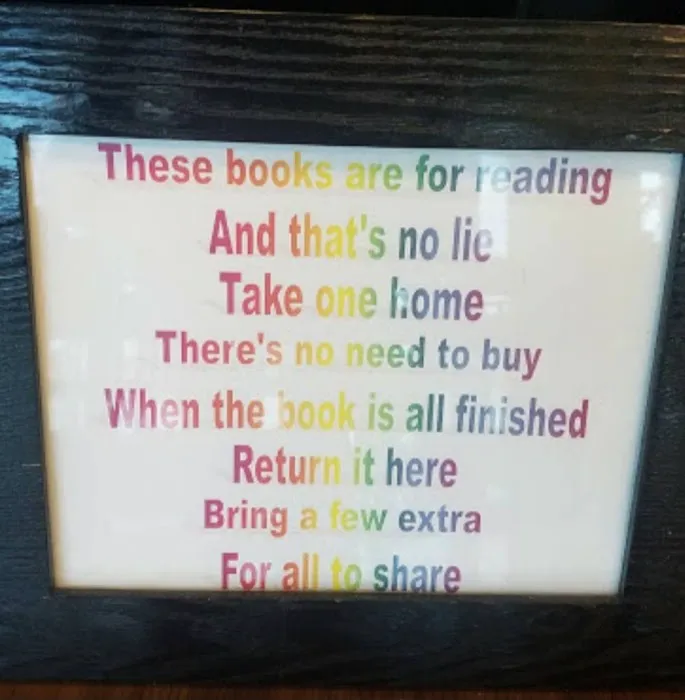 These books are for reading
And that's no lie
Take one home
There's no need to buy
When the book is all finished
Return it here
Bring a few extra
For all to share